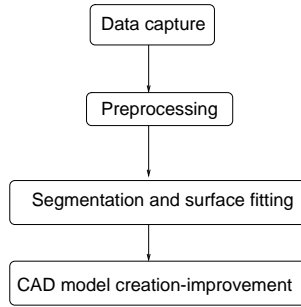 Data capture
Preprocessing
Segmentation and surface fitting
CAD model creation-improvement